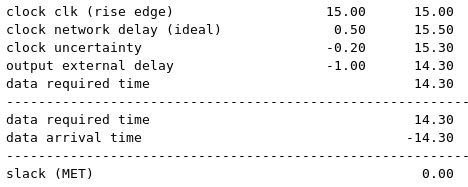 clock clk (rise edge)                   15.00      15.00
clock network delay (ideal)              0.50      15.50
clock uncertainty                       -0.20      15.30
output external delay                   -1.00      14.30
data required time                                 14.30
----------------------------------------------------------
data required time                                 14.30
data arrival time                                 -14.30
----------------------------------------------------------
slack (MET)                                         0.00